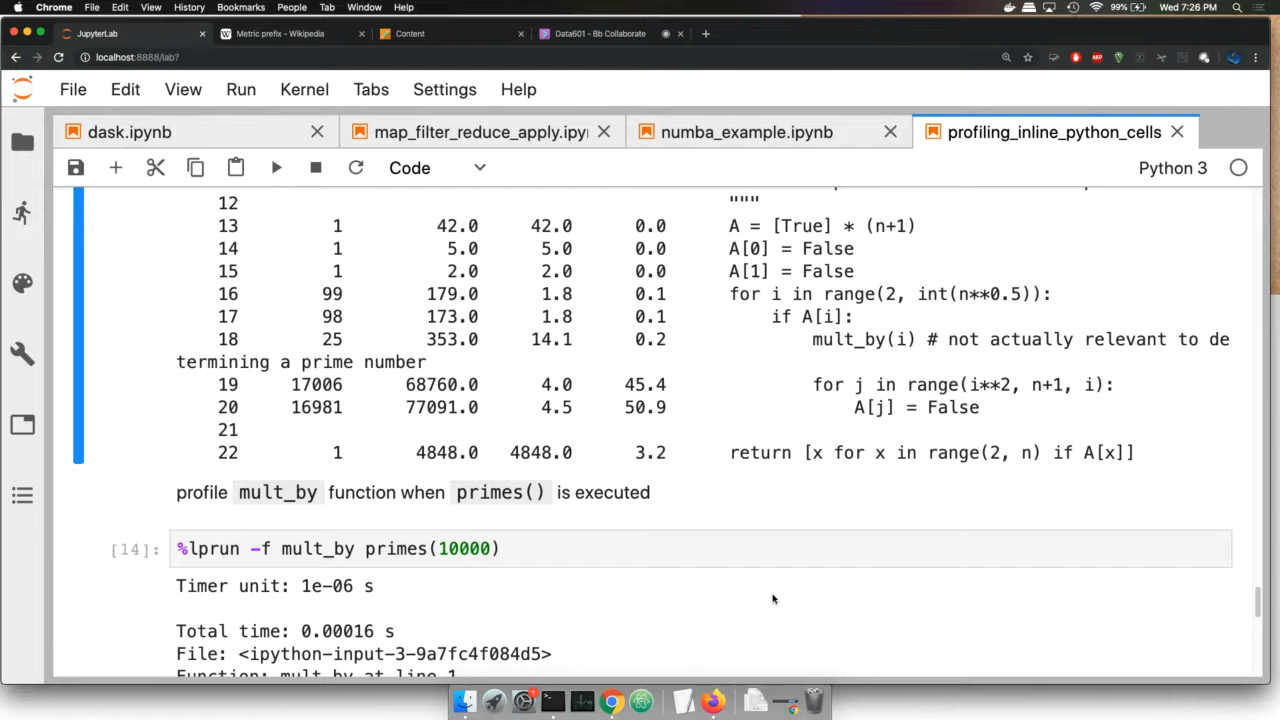 Chrome File Edit View History Bookmarks People Tab Window Help 99% Wed 7:26 PM
JupyterLab Metric prefix - Wikipedia Content Data601 - Bb Collaborate
localhost:8888/lab?
File Edit View Run Kernel Tabs Settings Help
dask.ipynb map_filter_reduce_apply.ipy numba_example.ipynb profiling_inline_python_cells
Code Python 3
12 """
13 1 42.0 42.0 0.0 A = [True] * (n+1)
14 1 5.0 5.0 0.0 A[0] = False
15 1 2.0 2.0 0.0 A[1] = False
16 99 179.0 1.8 0.1 for i in range(2, int(n**0.5)):
17 98 173.0 1.8 0.1 if A[i]:
18 25 353.0 14.1 0.2 mult_by(i) # not actually relevant to de
termining a prime number
19 17006 68760.0 4.0 45.4 for j in range(i**2, n+1, i):
20 16981 77091.0 4.5 50.9 A[j] = False
21
22 1 4848.0 4848.0 3.2 return [x for x in range(2, n) if A[x]]
profile mult_by function when primes() is executed
[14]: %lprun -f mult_by primes(10000)
Timer unit: 1e-06 s
Total time: 0.00016 s
File: <ipython-input-3-9a7fc4f084d5>
Function: mult_by at line 1